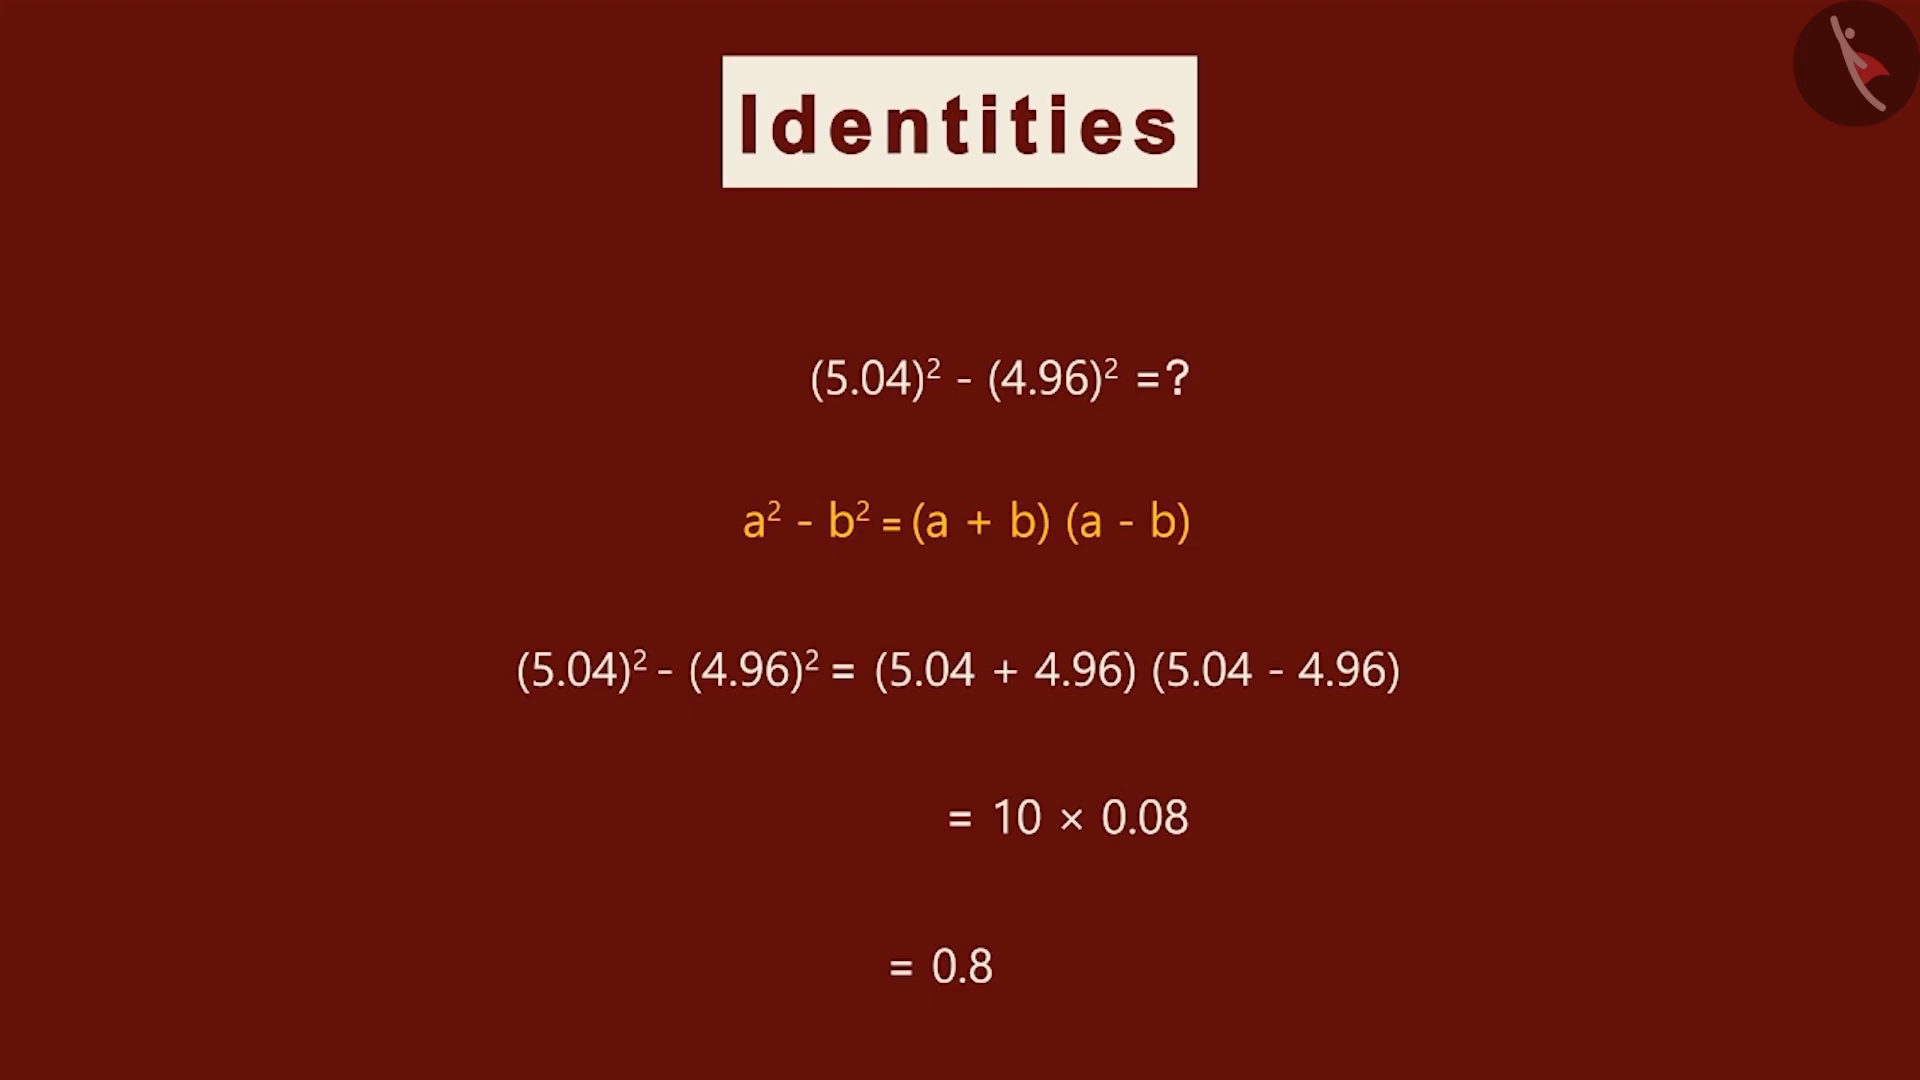 Identities
(5.04)² - (4.96)² =?
a² - b² = (a + b) (a - b)
(5.04)² - (4.96)² = (5.04 + 4.96) (5.04 - 4.96)
= 10 × 0.08
= 0.8